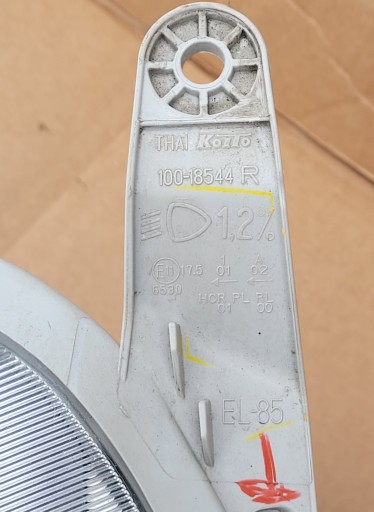 THAI KOITO
100-18544 R
1,2%
E11 175 I A
01 02
HCR PL RL
01 00
EL-85